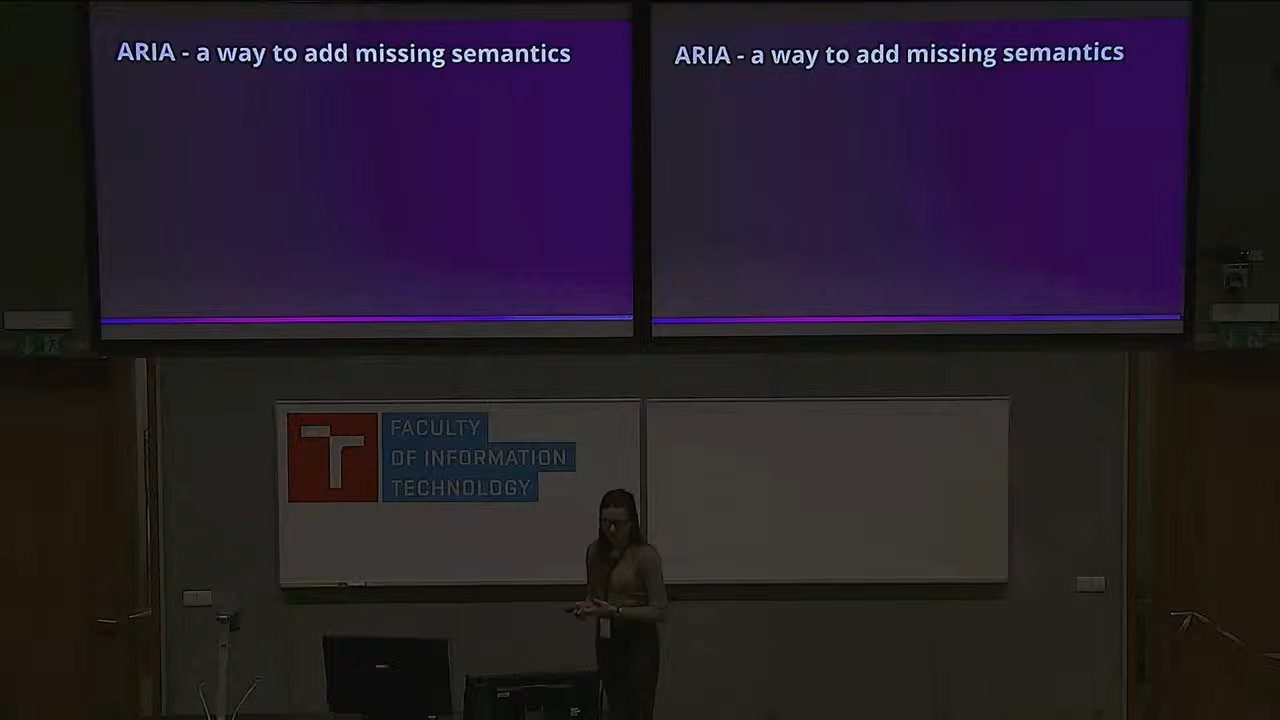 ARIA - a way to add missing semantics
ARIA - a way to add missing semantics
FACULTY
OF INFORMATION
TECHNOLOGY